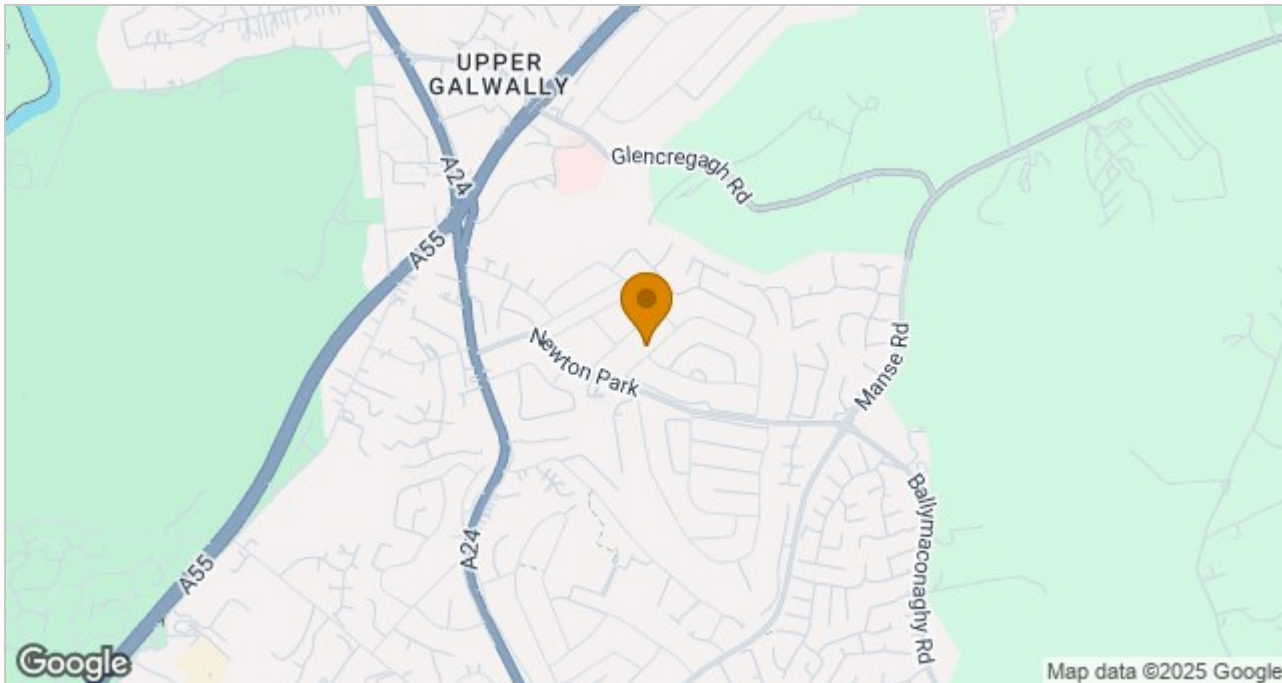 UPPER
GALWALLY
A24
A55
Glencregagh Rd
Newton Park
Manse Rd
Ballymaconaghy Rd
A24
A55
Google
Map data ©2025 Google